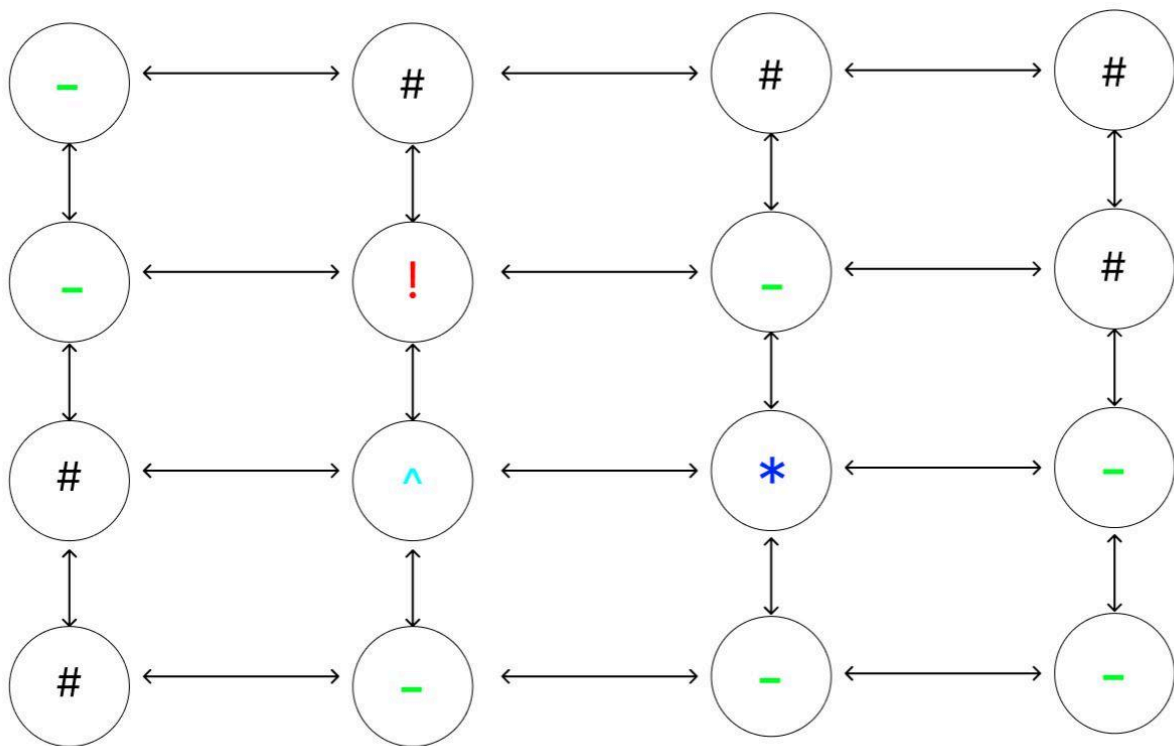 - # # #
- ! - #
# ^ * -
# - - -